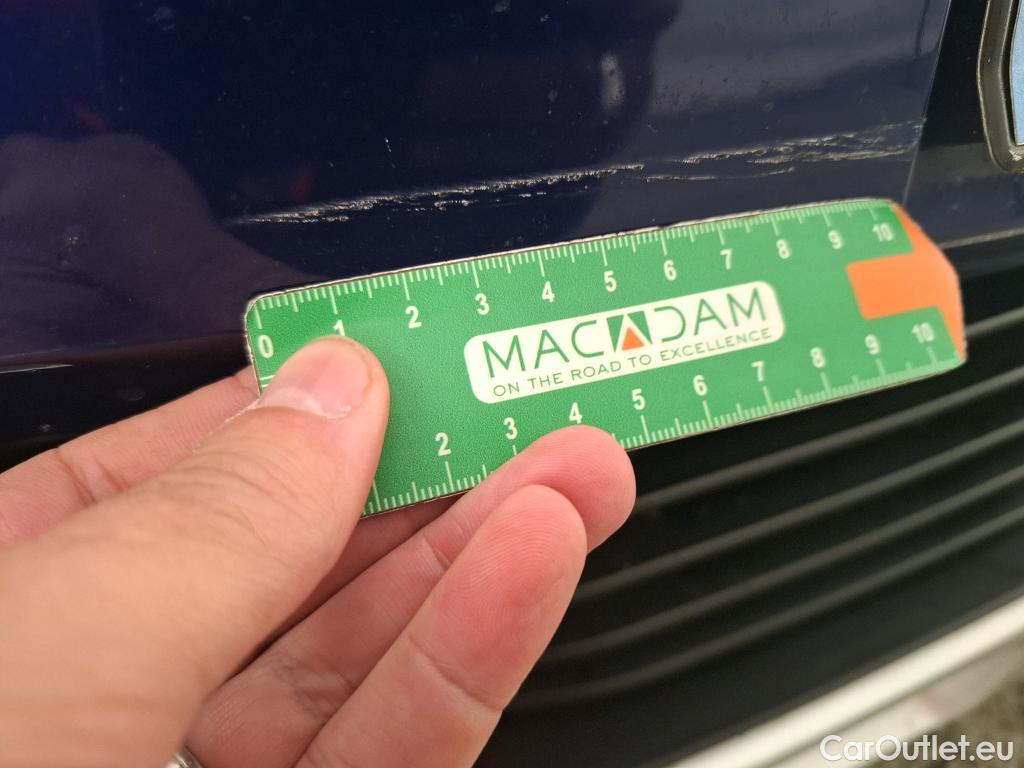 0 1 2 3 4 5 6 7 8 9 10
MACADAM
ON THE ROAD TO EXCELLENCE
2 3 4 5 6 7 8 9 10
CarOutlet.eu